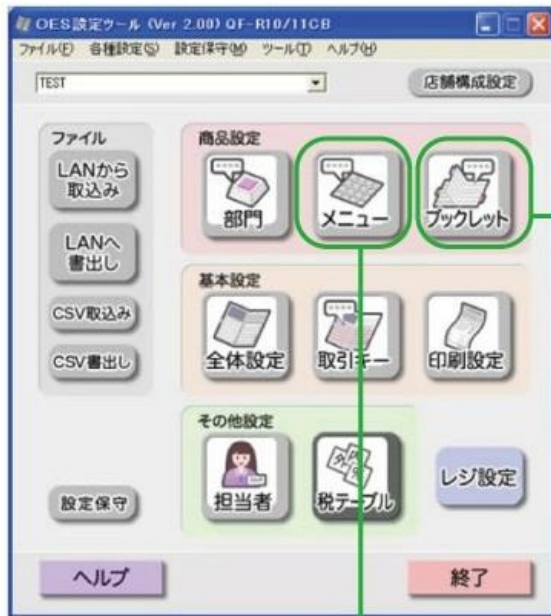 OES設定ツール (Ver 2.00) QF-R10/11CB
ファイル(F) 各種設定(S) 設定保守(M) ツール(T) ヘルプ(H)
TEST
店舗構成設定
ファイル
LANから
取込み
LANへ
書出し
CSV取込み
CSV書出し
設定保守
商品設定
部門
メニュー
ブックレット
基本設定
全体設定
取引キー
印刷設定
その他設定
担当者
税テーブル
レジ設定
ヘルプ
終了